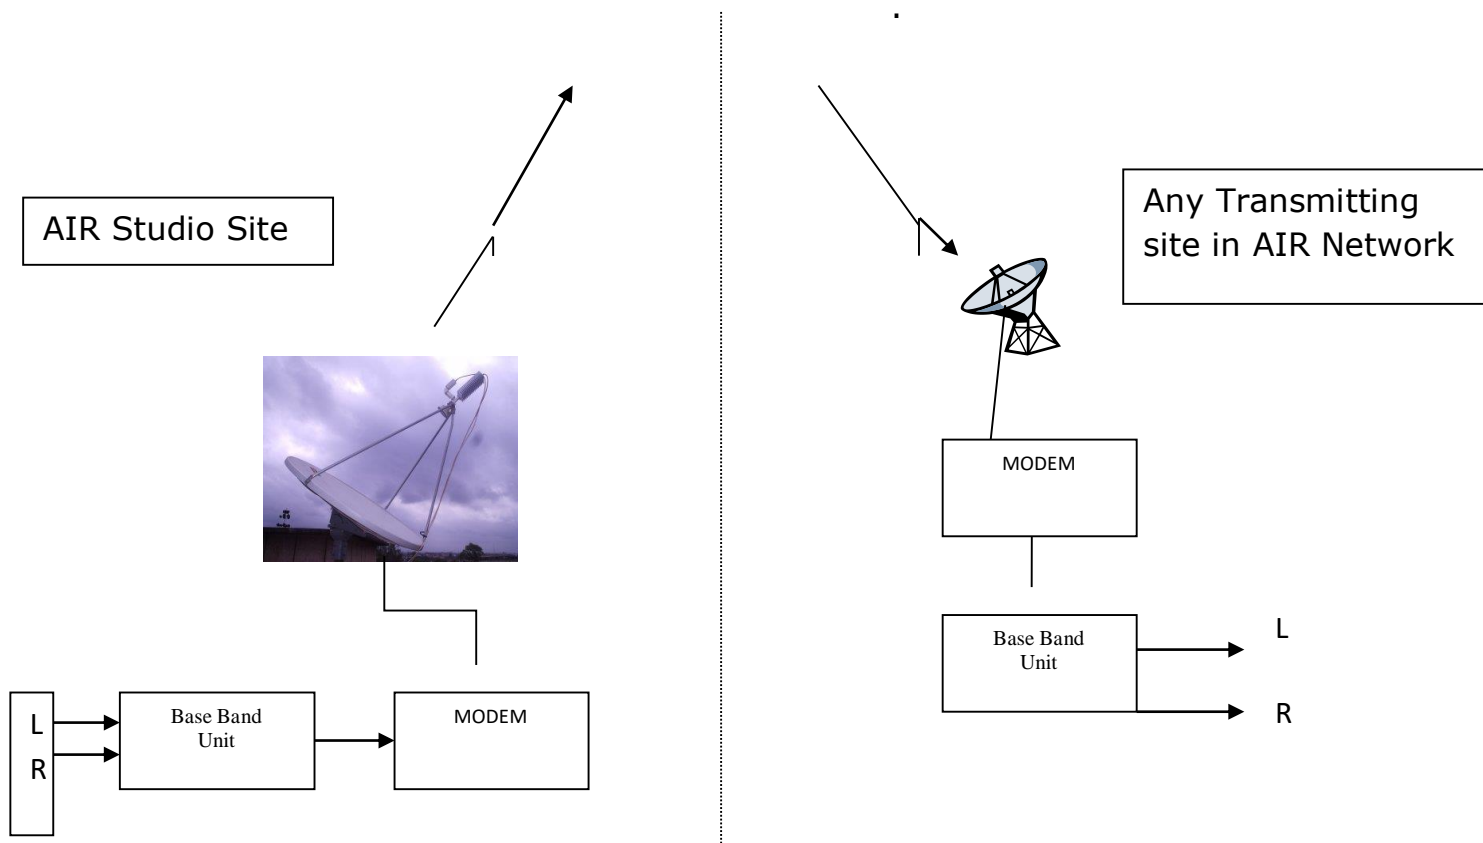 .
AIR Studio Site
Any Transmitting
site in AIR Network
MODEM
Base Band
Unit
L
R
L
R
Base Band
Unit
MODEM